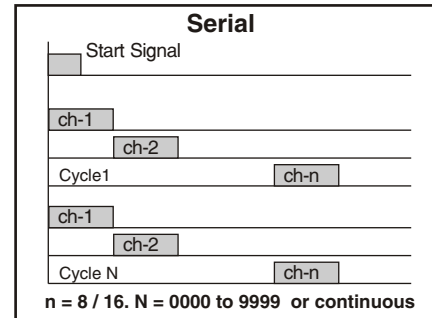 Serial
Start Signal
ch-1
ch-2
Cycle1 ch-n
ch-1
ch-2
Cycle N ch-n
n = 8 / 16. N = 0000 to 9999 or continuous